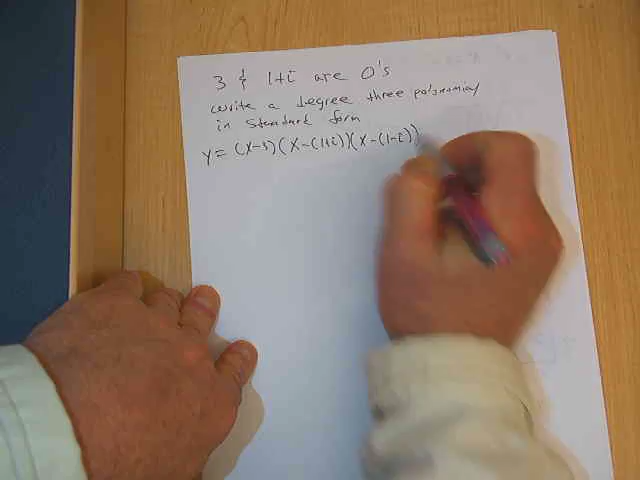 3 & 1+i are 0's
write a degree three polynomial
in standard form
y = (x-3)(x-(1+i))(x-(1-i))